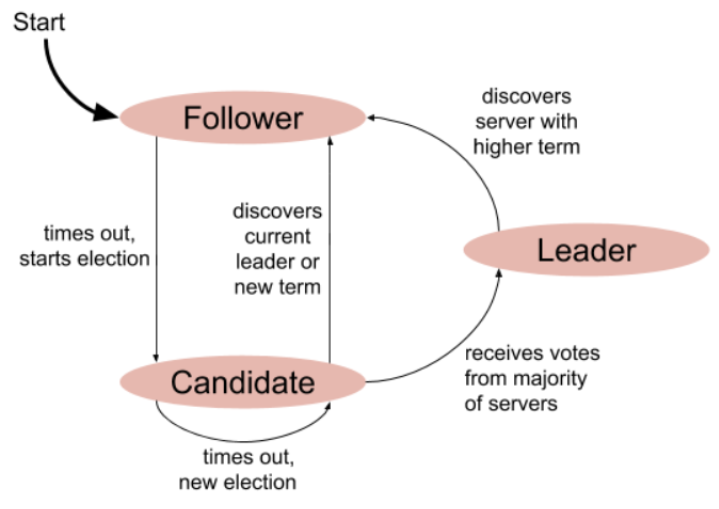 Start
Follower
discovers
server with
higher term
times out,
starts election
discovers
current
leader or
new term
Leader
Candidate
receives votes
from majority
of servers
times out,
new election